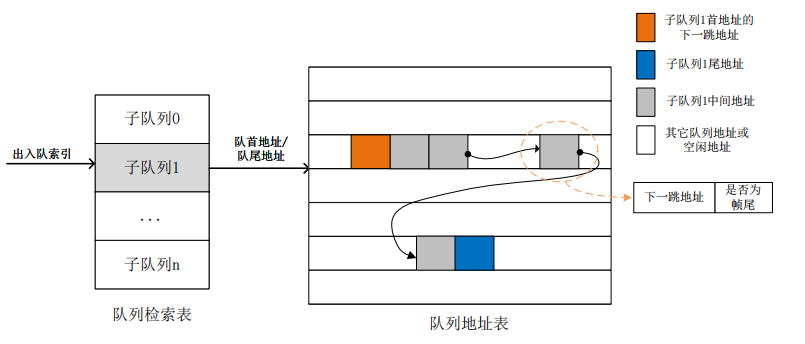 出入队索引
子队列0
子队列1
...
子队列n
队列检索表
队首地址/
队尾地址
队列地址表
子队列1首地址的
下一跳地址
子队列1尾地址
子队列1中间地址
其它队列地址或
空闲地址
下一跳地址
是否为
帧尾